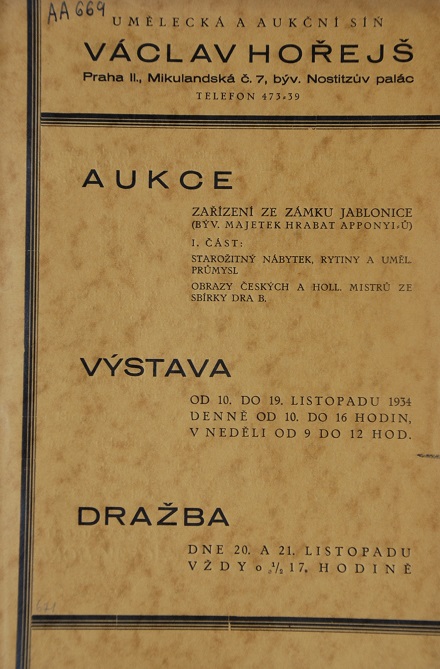 AA 669
UMĚLECKÁ A AUKČNÍ SÍŇ
VÁCLAV HOŘEJŠ
Praha II., Mikulandská č. 7, býv. Nostitzův palác
TELEFON 473-39
AUKCE
ZAŘÍZENÍ ZE ZÁMKU JABLONICE
(BÝV. MAJETEK HRABAT APPONYI-Ů)
I. ČÁST:
STAROŽITNÝ NÁBYTEK, RYTINY A UMĚL.
PRŮMYSL
OBRAZY ČESKÝCH A HOLL. MISTRŮ ZE
SBÍRKY DRA B.
VÝSTAVA
OD 10. DO 19. LISTOPADU 1934
DENNĚ OD 10. DO 16 HODIN,
V NEDĚLI OD 9 DO 12 HOD.
DRAŽBA
DNE 20. A 21. LISTOPADU
VŽDY o ½ 17. HODINĚ